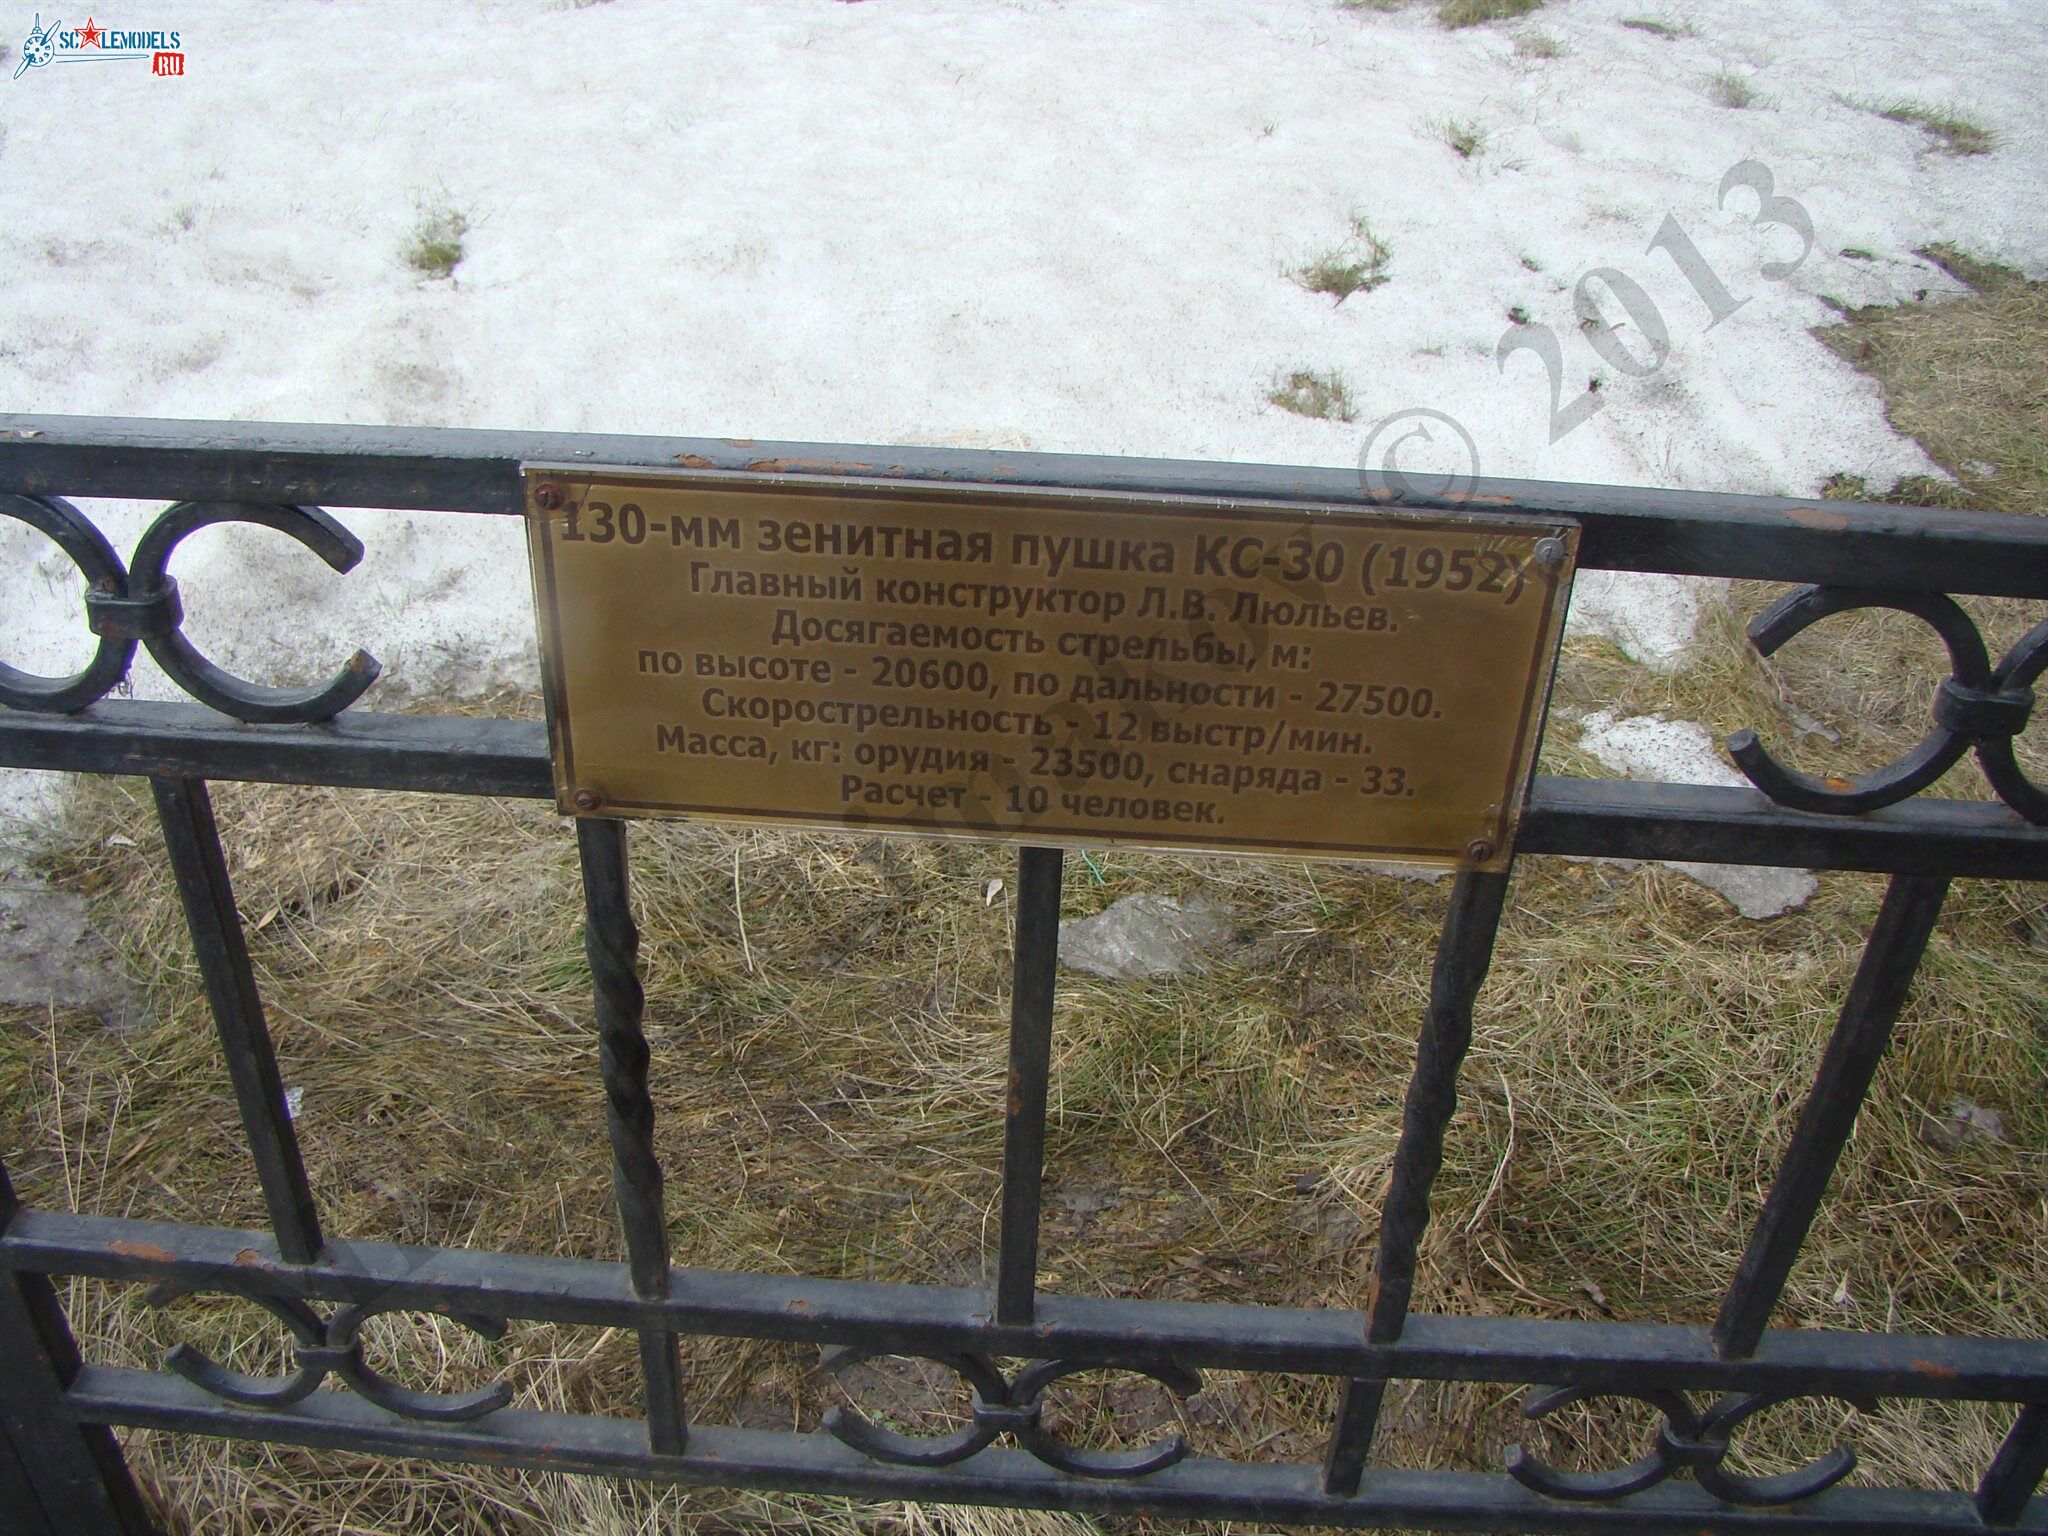 SCALEMODELS
RU
© 2013
130-мм зенитная пушка КС-30 (1952)
Главный конструктор Л.В. Люльев.
Досягаемость стрельбы, м:
по высоте - 20600, по дальности - 27500.
Скорострельность - 12 выстр/мин.
Масса, кг: орудия - 23500, снаряда - 33.
Расчет - 10 человек.